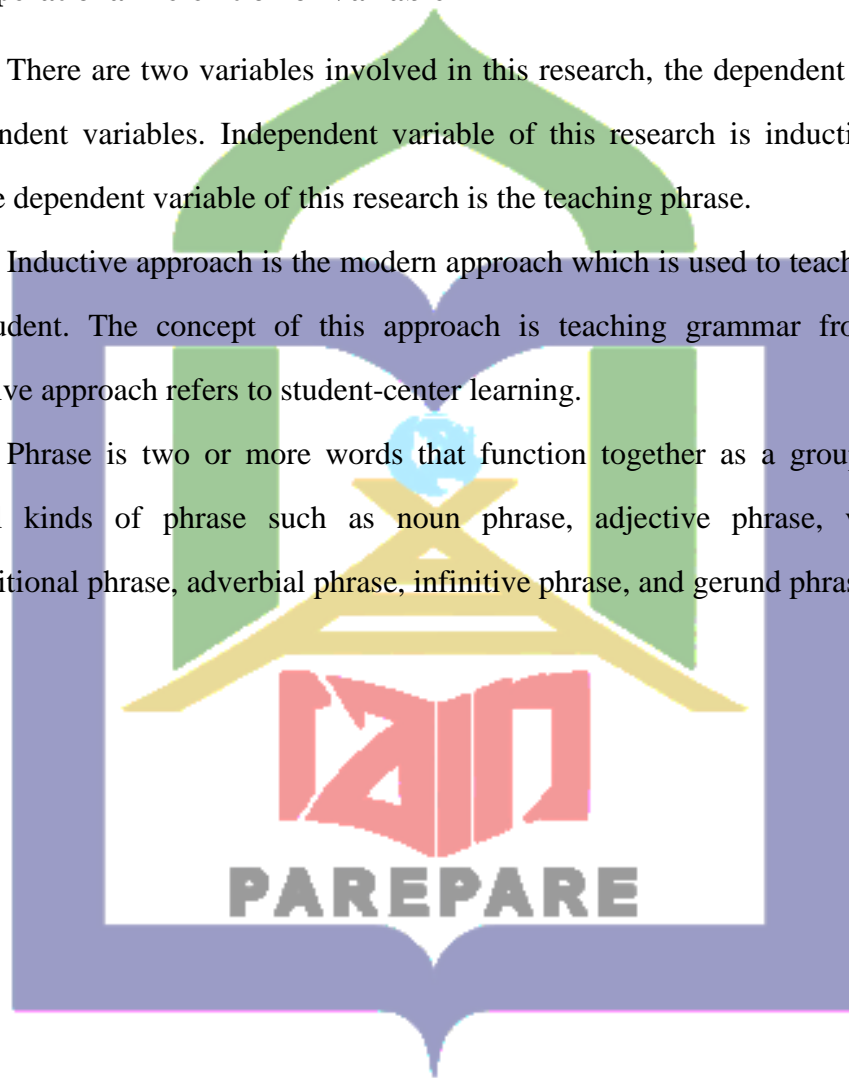 There are two variables involved in this research, the dependent
ndent variables. Independent variable of this research is inducti
e dependent variable of this research is the teaching phrase.
Inductive approach is the modern approach which is used to teach
udent. The concept of this approach is teaching grammar fro
ive approach refers to student-center learning.
Phrase is two or more words that function together as a group
kinds of phrase such as noun phrase, adjective phrase, v
itional phrase, adverbial phrase, infinitive phrase, and gerund phras
IAIN
PAREPARE